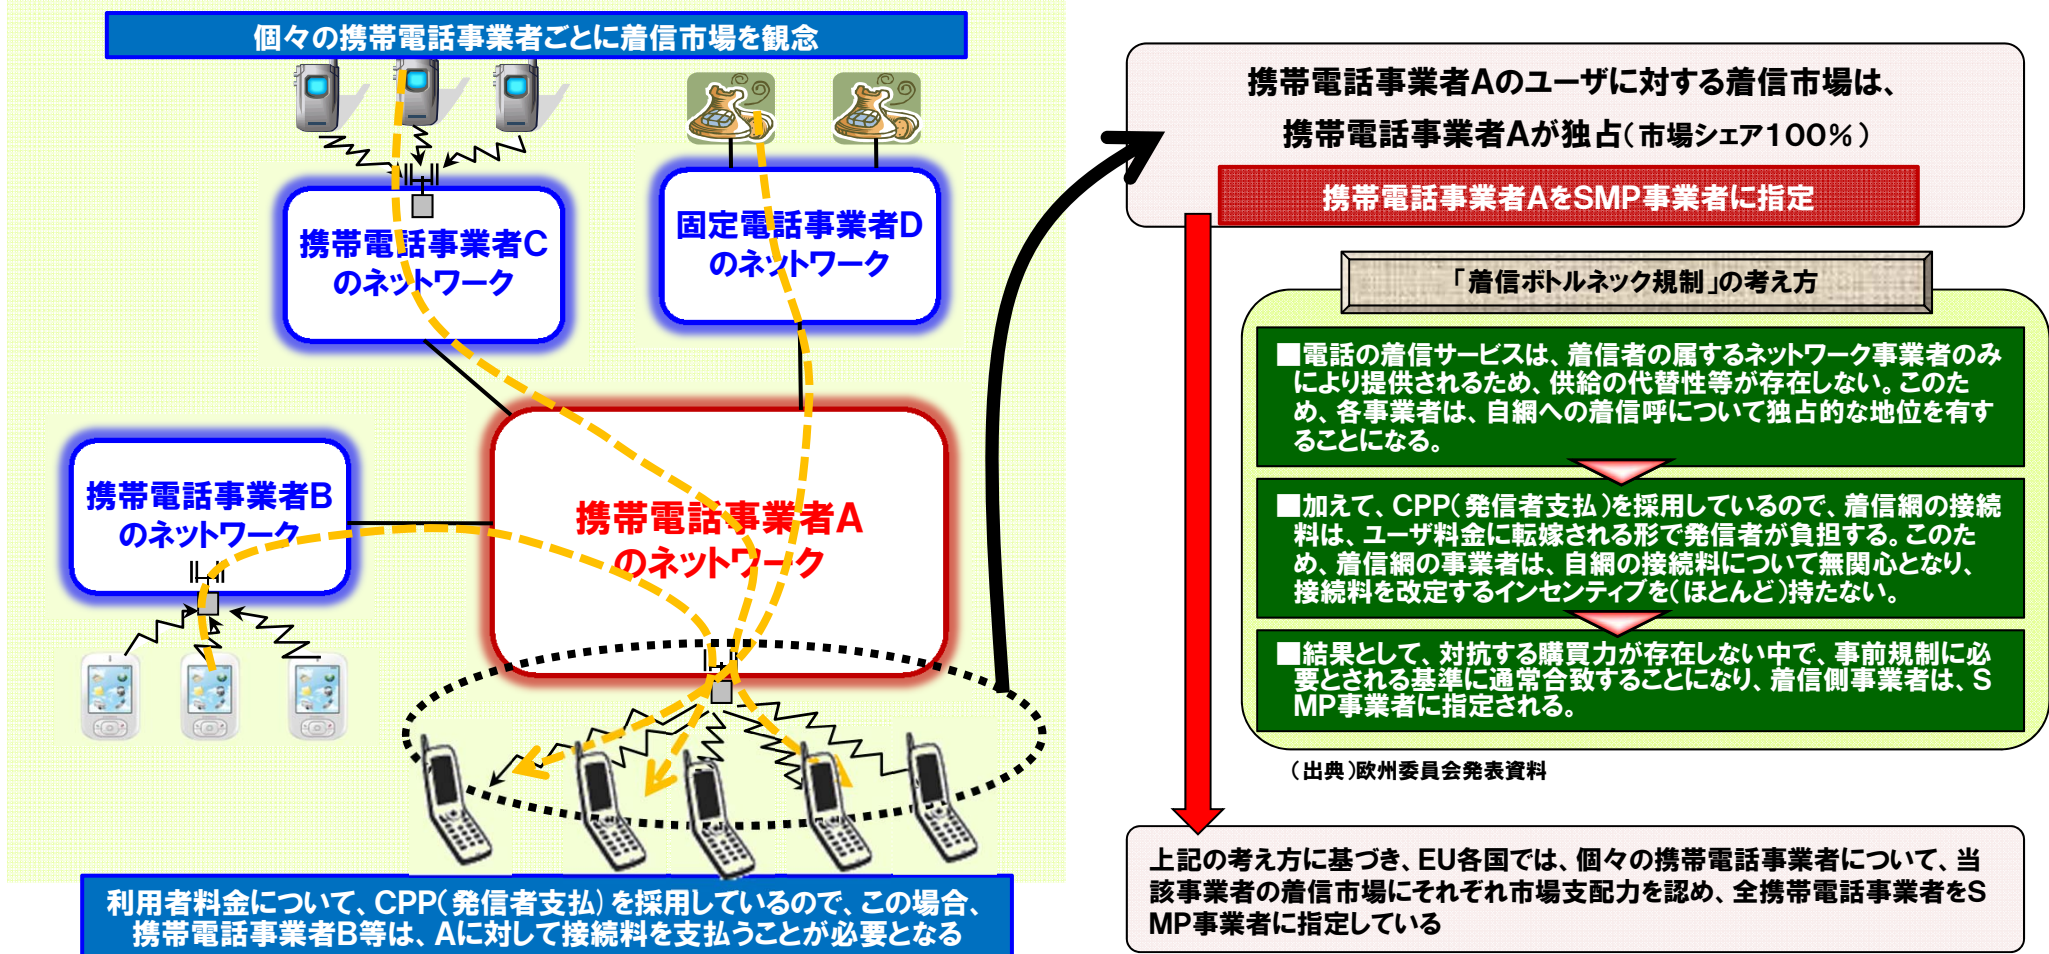 個々の携帯電話事業者ごとに着信市場を観念
携帯電話事業者C
のネットワーク
固定電話事業者D
のネットワーク
携帯電話事業者B
のネットワーク
携帯電話事業者A
のネットワーク
利用者料金について、CPP(発信者支払)を採用しているので、この場合、
携帯電話事業者B等は、Aに対して接続料を支払うことが必要となる
携帯電話事業者Aのユーザに対する着信市場は、
携帯電話事業者Aが独占(市場シェア100%)
携帯電話事業者AをSMP事業者に指定
「着信ボトルネック規制」の考え方
■電話の着信サービスは、着信者の属するネットワーク事業者のみ
により提供されるため、供給の代替性等が存在しない。このた
め、各事業者は、自網への着信呼について独占的な地位を有す
ることになる。
■加えて、CPP(発信者支払)を採用しているので、着信網の接続
料は、ユーザ料金に転嫁される形で発信者が負担する。このた
め、着信網の事業者は、自網の接続料について無関心となり、
接続料を改定するインセンティブを(ほとんど)持たない。
■結果として、対抗する購買力が存在しない中で、事前規制に必
要とされる基準に通常合致することになり、着信側事業者は、S
MP事業者に指定される。
(出典)欧州委員会発表資料
上記の考え方に基づき、EU各国では、個々の携帯電話事業者について、当
該事業者の着信市場にそれぞれ市場支配力を認め、全携帯電話事業者をS
MP事業者に指定している